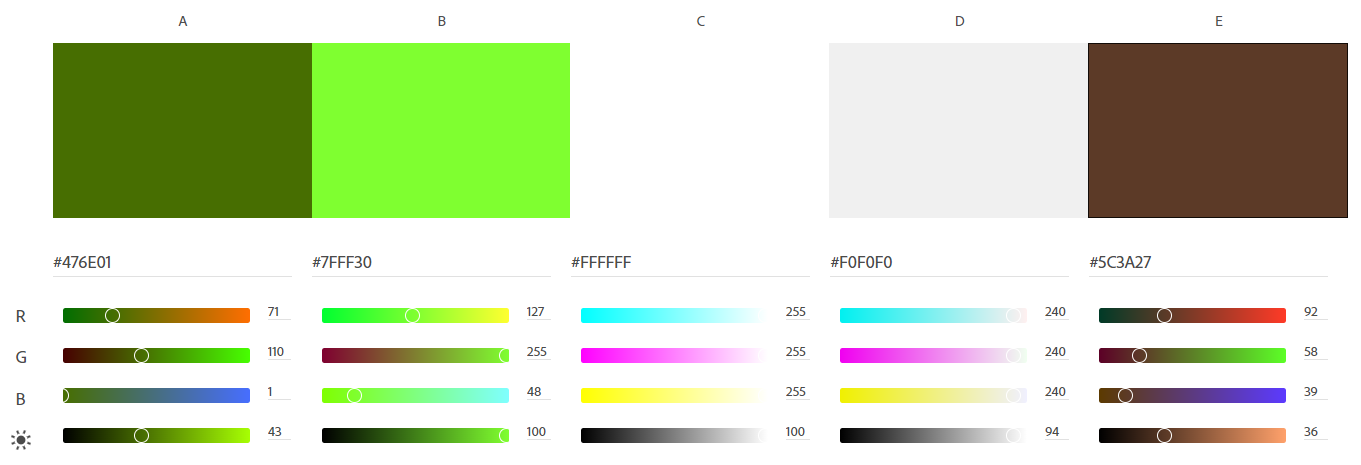 A B C D E
#476E01 #7FFF30 #FFFFFF #F0F0F0 #5C3A27
R 71 127 255 240 92
G 110 255 255 240 58
B 1 48 255 240 39
43 100 100 94 36